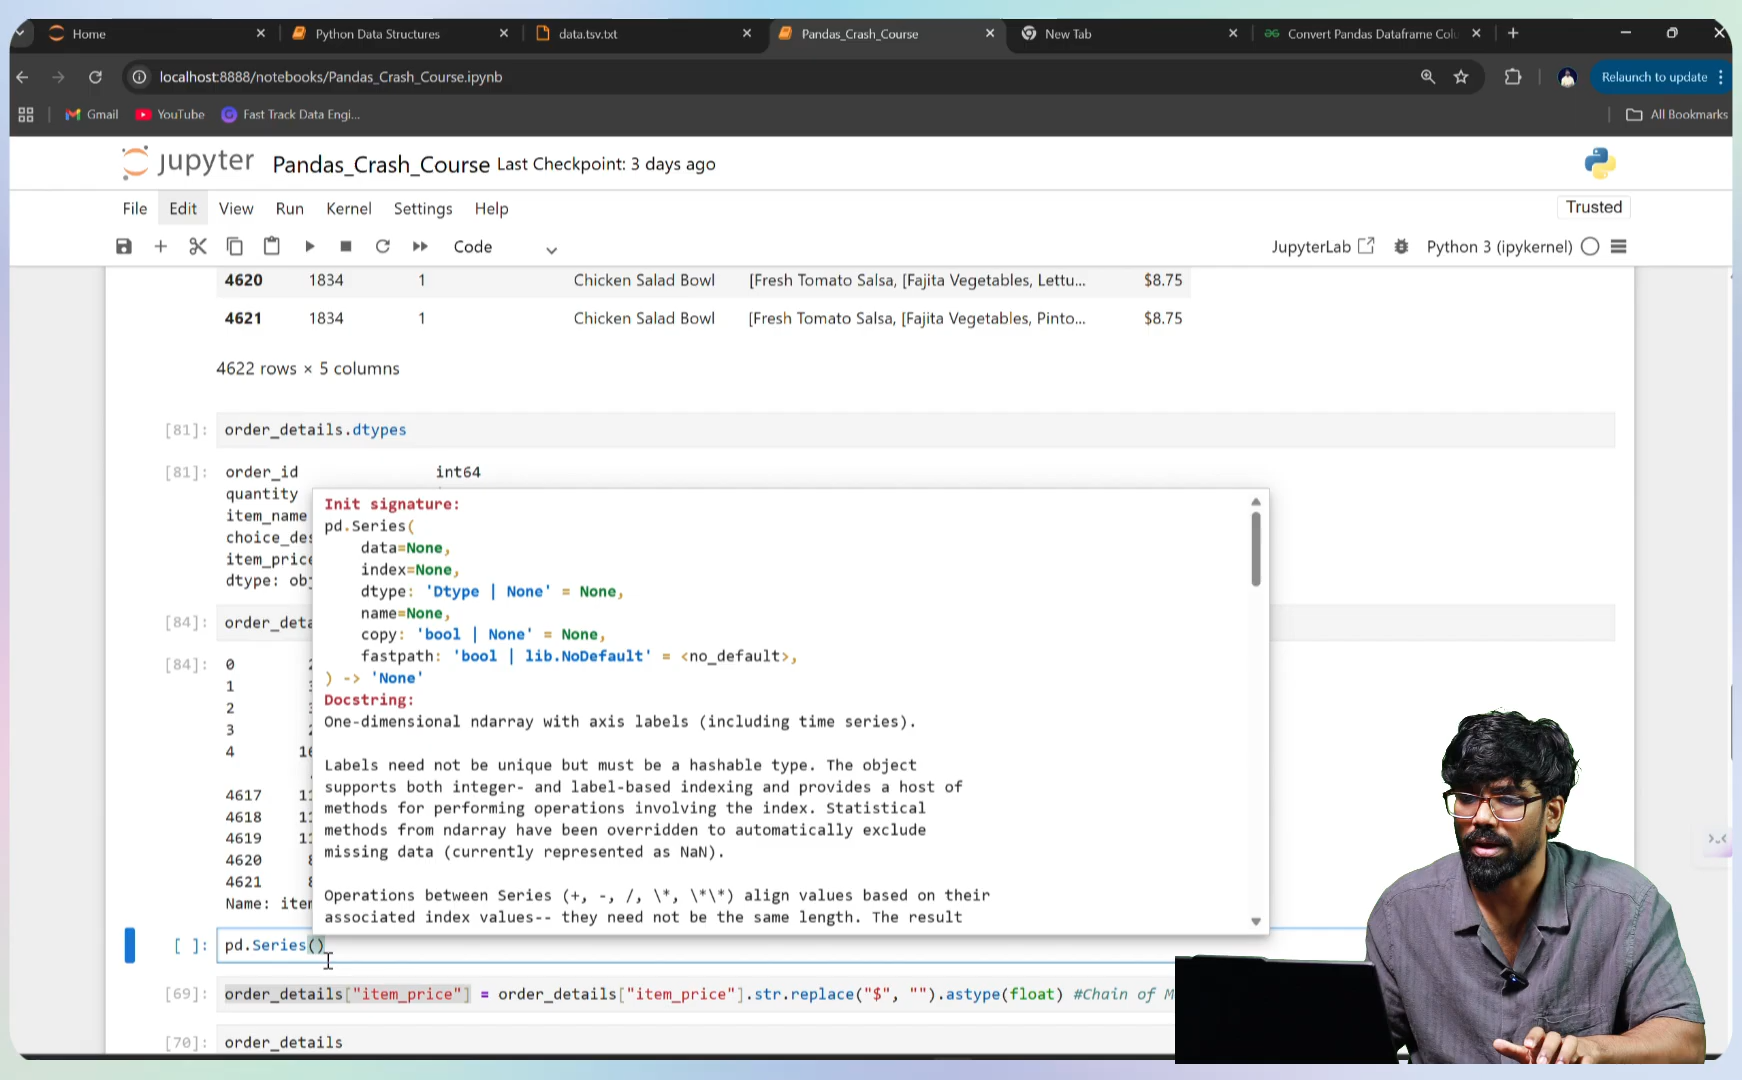 Home
Python Data Structures
data.tsv.txt
Pandas_Crash_Course
New Tab
Convert Pandas Dataframe Col
localhost:8888/notebooks/Pandas_Crash_Course.ipynb
Relaunch to update
Gmail
YouTube
Fast Track Data Engi...
All Bookmarks
jupyter
Pandas_Crash_Course Last Checkpoint: 3 days ago
File Edit View Run Kernel Settings Help
Trusted
Code
JupyterLab
Python 3 (ipykernel)
4620 1834 1 Chicken Salad Bowl [Fresh Tomato Salsa, [Fajita Vegetables, Lettu... $8.75
4621 1834 1 Chicken Salad Bowl [Fresh Tomato Salsa, [Fajita Vegetables, Pinto... $8.75
4622 rows × 5 columns
[81]: order_details.dtypes
[81]: order_id int64
quantity
item_name
choice_des
item_price
dtype: ob
[84]: order_deta
[84]: 0 2
1
2
3
4 16
4617 11
4618 11
4619 11
4620 8
4621 8
Name: item
Init signature:
pd.Series(
data=None,
index=None,
dtype: 'Dtype | None' = None,
name=None,
copy: 'bool | None' = None,
fastpath: 'bool | lib.NoDefault' = <no_default>,
) -> 'None'
Docstring:
One-dimensional ndarray with axis labels (including time series).
Labels need not be unique but must be a hashable type. The object
supports both integer- and label-based indexing and provides a host of
methods for performing operations involving the index. Statistical
methods from ndarray have been overridden to automatically exclude
missing data (currently represented as NaN).
Operations between Series (+, -, /, \*, \*\*) align values based on their
associated index values-- they need not be the same length. The result
[ ]: pd.Series()
[69]: order_details["item_price"] = order_details["item_price"].str.replace("$", "").astype(float) #Chain of M
[70]: order_details